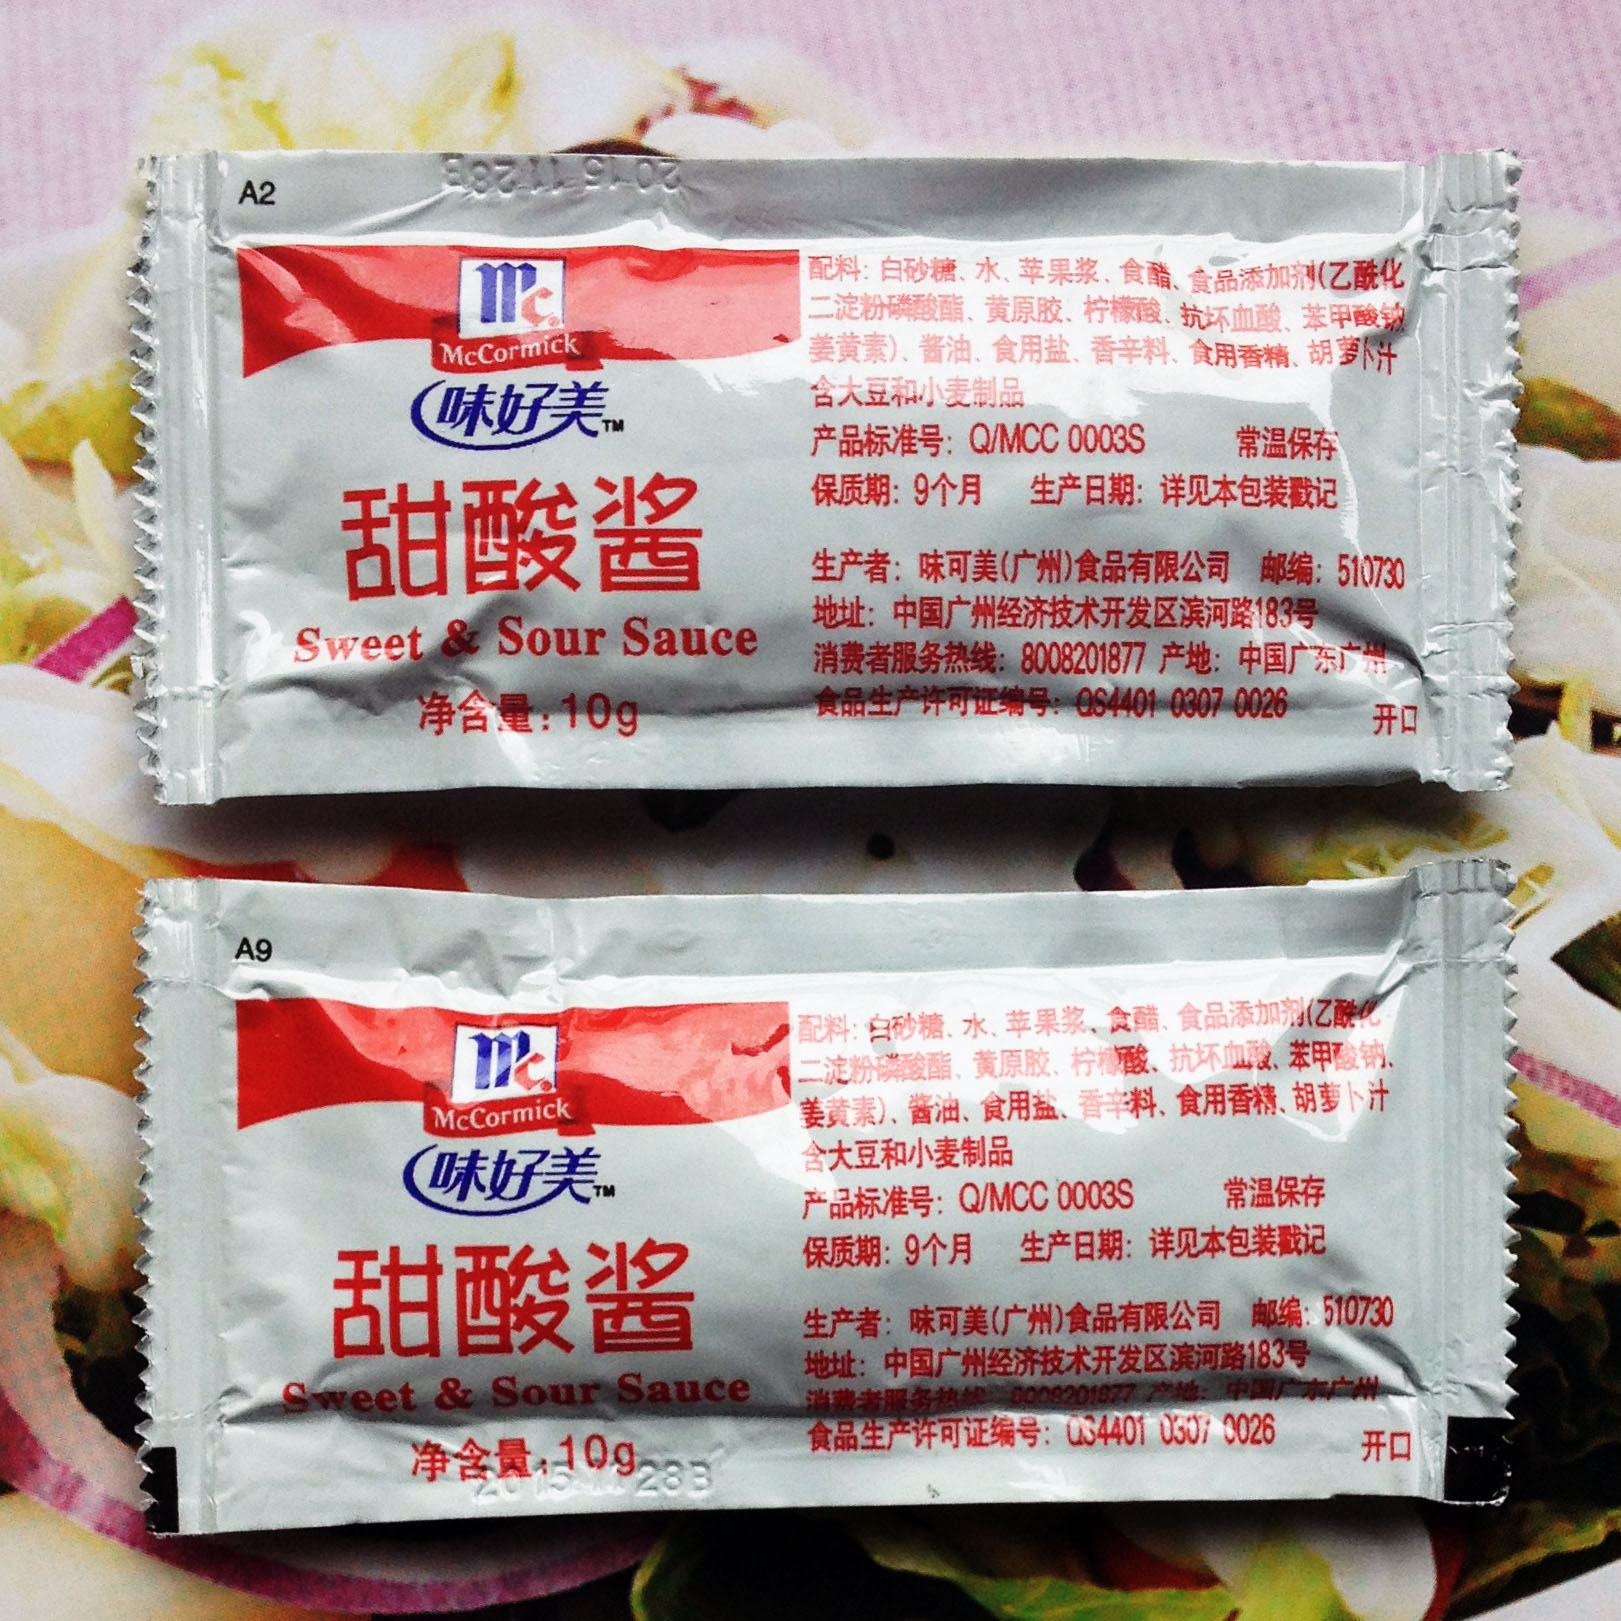 A2
20151128B
Mc
McCormick
味好美™
甜酸酱
Sweet & Sour Sauce
净含量:10g
配料: 白砂糖、水、苹果浆、食醋、食品添加剂(乙酰化
二淀粉磷酸酯、黄原胶、柠檬酸、抗坏血酸、苯甲酸钠
姜黄素)、酱油、食用盐、香辛料、食用香精、胡萝卜汁
含大豆和小麦制品
产品标准号: Q/MCC 0003S 常温保存
保质期: 9个月 生产日期: 详见本包装戳记
生产者: 味可美(广州)食品有限公司 邮编: 510730
地址: 中国广州经济技术开发区滨河路183号
消费者服务热线: 8008201877 产地: 中国广东广州
食品生产许可证编号: QS4401 0307 0026
开口
A9
Mc
McCormick
味好美™
甜酸酱
Sweet & Sour Sauce
净含量:10g
20151128B
配料: 白砂糖、水、苹果浆、食醋、食品添加剂(乙酰化
二淀粉磷酸酯、黄原胶、柠檬酸、抗坏血酸、苯甲酸钠、
姜黄素)、酱油、食用盐、香辛料、食用香精、胡萝卜汁
含大豆和小麦制品
产品标准号: Q/MCC 0003S 常温保存
保质期: 9个月 生产日期: 详见本包装戳记
生产者: 味可美(广州)食品有限公司 邮编: 510730
地址: 中国广州经济技术开发区滨河路183号
消费者服务热线: 8008201877 产地: 中国广东广州
食品生产许可证编号: QS4401 0307 0026
开口